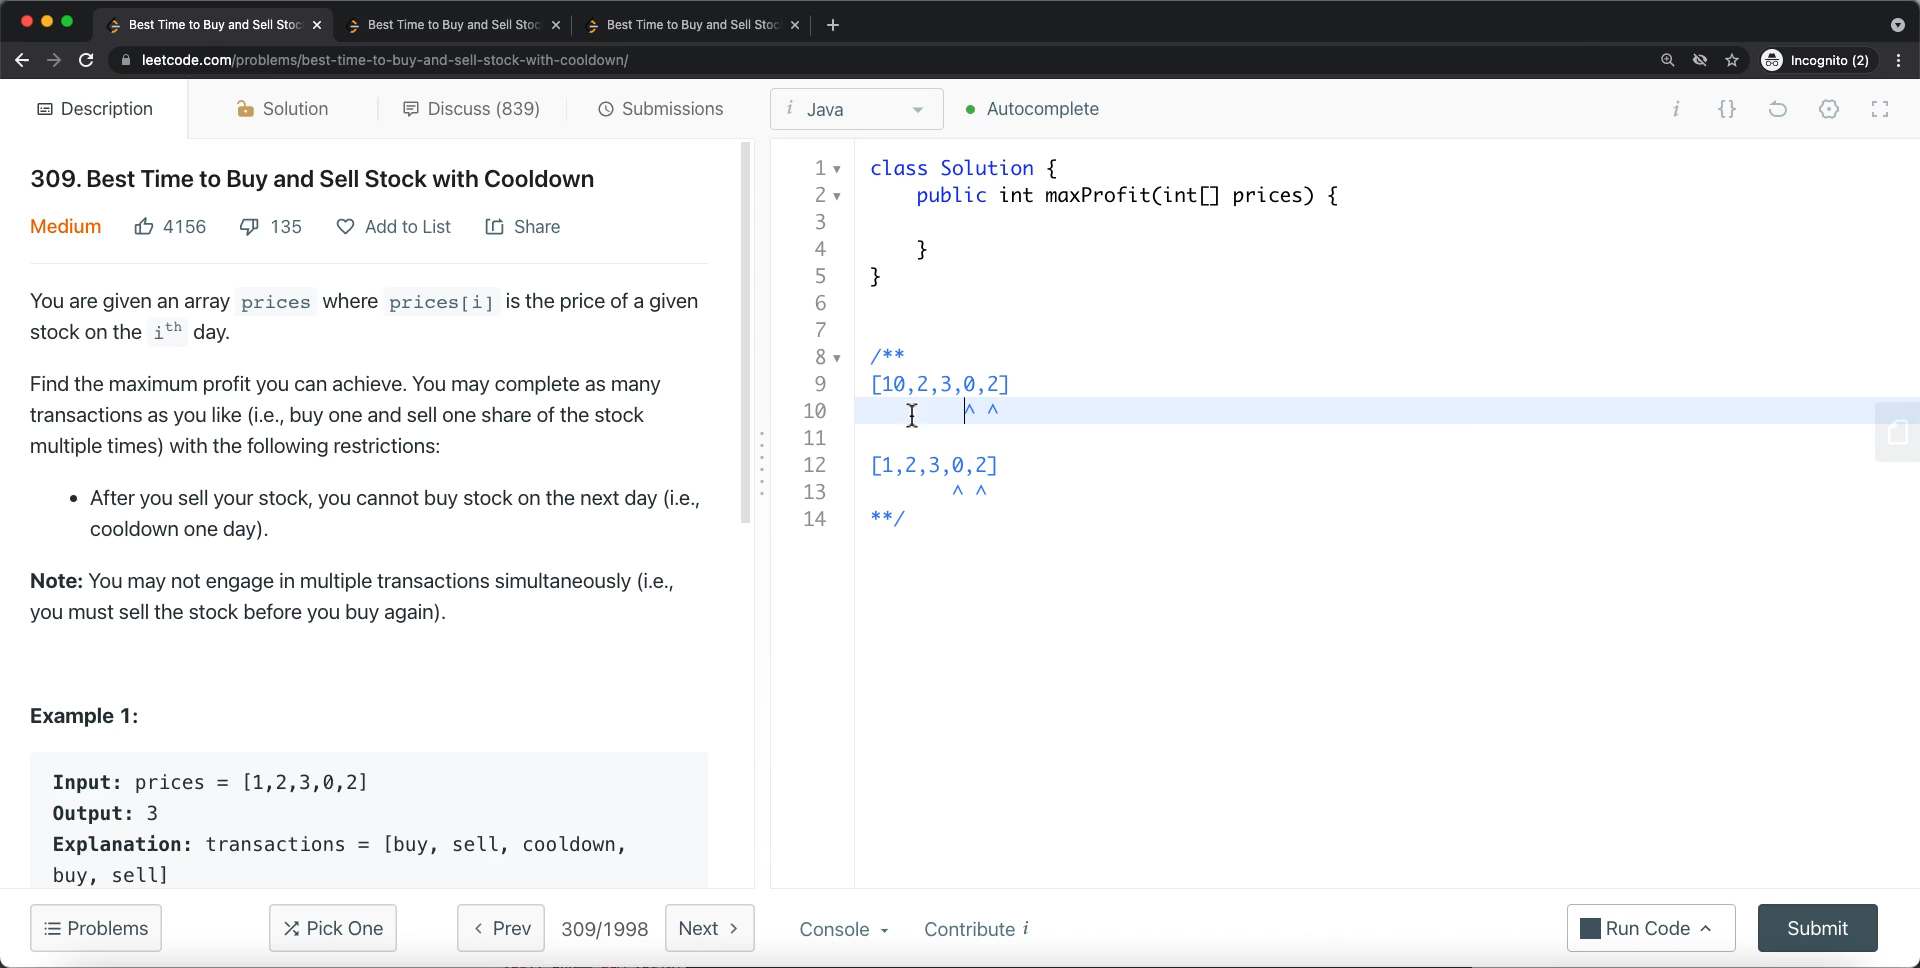 Best Time to Buy and Sell Stoc
Best Time to Buy and Sell Stoc
Best Time to Buy and Sell Stoc
leetcode.com/problems/best-time-to-buy-and-sell-stock-with-cooldown/
Incognito (2)
Description
Solution
Discuss (839)
Submissions
i Java
Autocomplete
i {}
309. Best Time to Buy and Sell Stock with Cooldown
Medium 4156 135 Add to List Share
You are given an array prices where prices[i] is the price of a given
stock on the ith day.
Find the maximum profit you can achieve. You may complete as many
transactions as you like (i.e., buy one and sell one share of the stock
multiple times) with the following restrictions:
• After you sell your stock, you cannot buy stock on the next day (i.e.,
cooldown one day).
Note: You may not engage in multiple transactions simultaneously (i.e.,
you must sell the stock before you buy again).
Example 1:
Input: prices = [1,2,3,0,2]
Output: 3
Explanation: transactions = [buy, sell, cooldown,
buy, sell]
1 class Solution {
2 public int maxProfit(int[] prices) {
3
4 }
5 }
6
7
8 /**
9 [10,2,3,0,2]
10 ^ ^
11
12 [1,2,3,0,2]
13 ^ ^
14 **/
Problems
Pick One
< Prev
309/1998
Next >
Console
Contribute i
Run Code
Submit